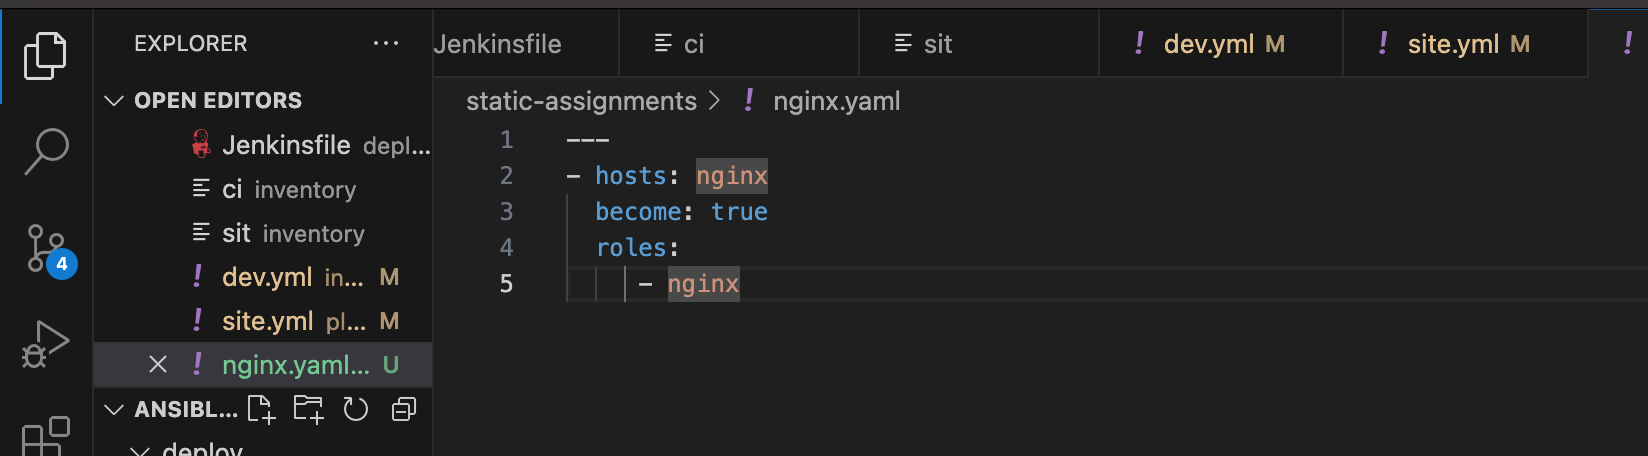 EXPLORER ...
OPEN EDITORS
Jenkinsfile depl...
ci inventory
sit inventory
! dev.yml in... M
! site.yml pl... M
! nginx.yaml... U
ANSIBL...
deploy
4
Jenkinsfile
ci
sit
! dev.yml M
! site.yml M
!
static-assignments > ! nginx.yaml
1 ---
2 - hosts: nginx
3 become: true
4 roles:
5 - nginx